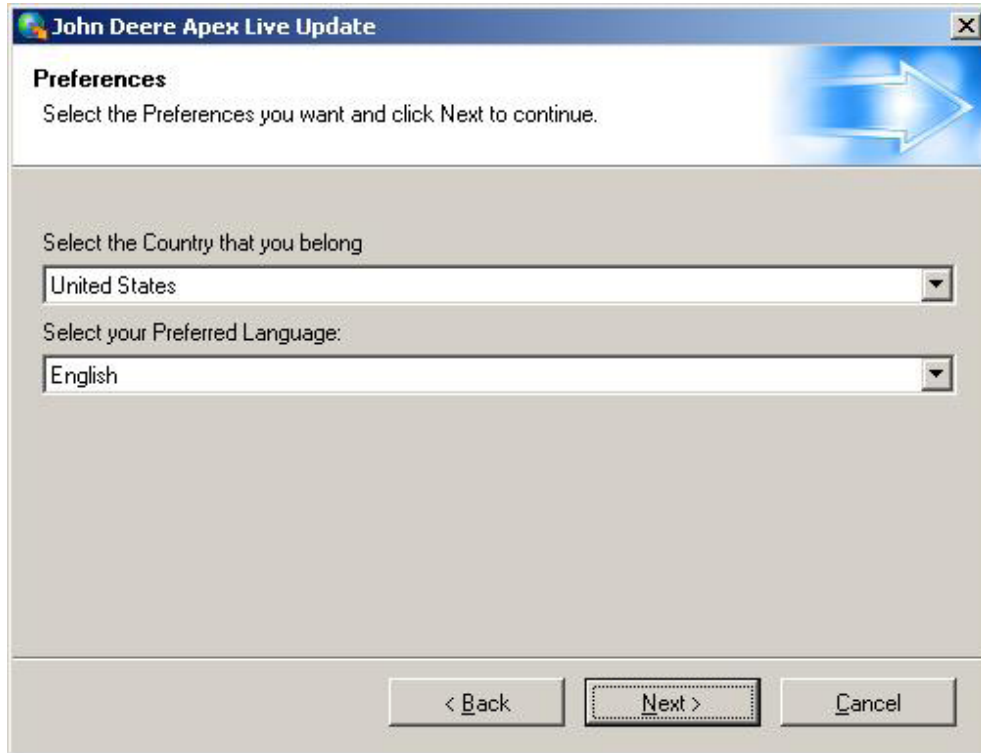 John Deere Apex Live Update
Preferences
Select the Preferences you want and click Next to continue.
Select the Country that you belong
United States
Select your Preferred Language:
English
< Back
Next >
Cancel